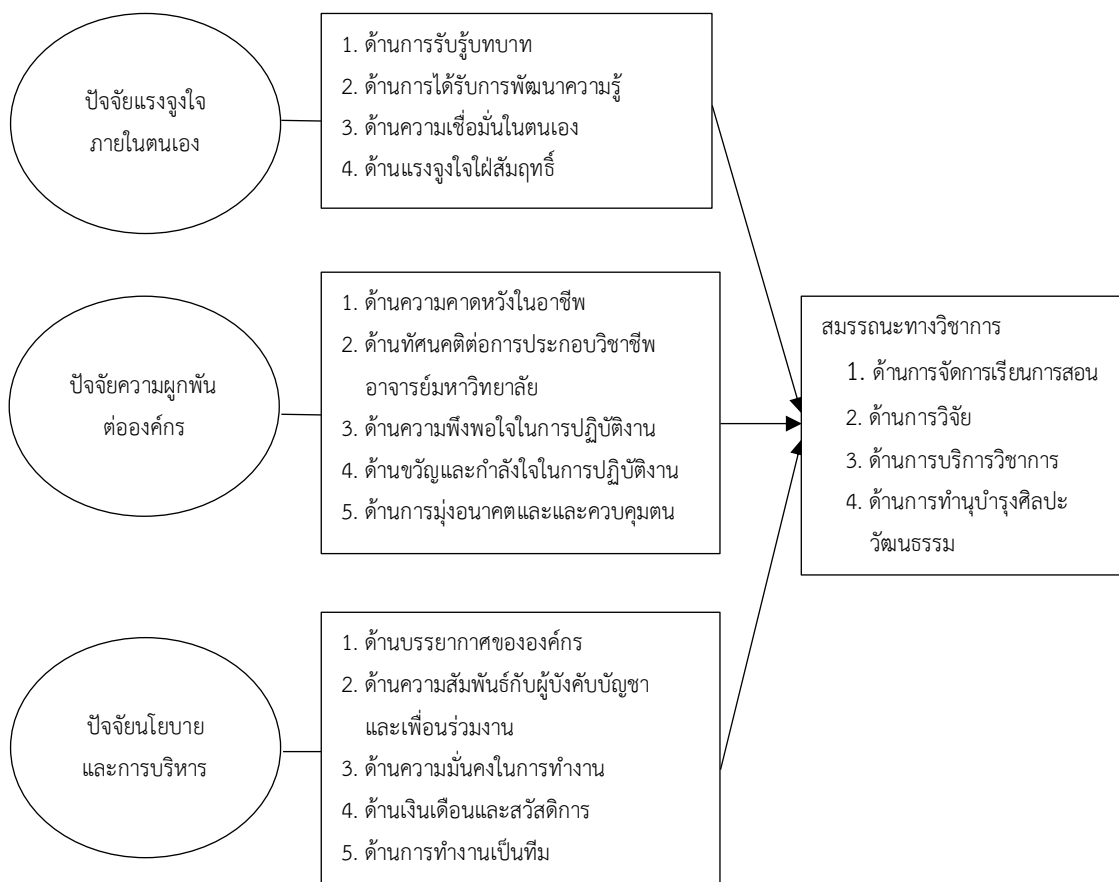 ปัจจัยแรงจูงใจ
ภายในตนเอง
1. ด้านการรับรู้บทบาท
2. ด้านการได้รับการพัฒนาความรู้
3. ด้านความเชื่อมั่นในตนเอง
4. ด้านแรงจูงใจใฝ่สัมฤทธิ์
ปัจจัยความผูกพัน
ต่อองค์กร
1. ด้านความคาดหวังในอาชีพ
2. ด้านทัศนคติต่อการประกอบวิชาชีพ
อาจารย์มหาวิทยาลัย
3. ด้านความพึงพอใจในการปฏิบัติงาน
4. ด้านขวัญและกำลังใจในการปฏิบัติงาน
5. ด้านการมุ่งอนาคตและและควบคุมตน
ปัจจัยนโยบาย
และการบริหาร
1. ด้านบรรยากาศขององค์กร
2. ด้านความสัมพันธ์กับผู้บังคับบัญชา
และเพื่อนร่วมงาน
3. ด้านความมั่นคงในการทำงาน
4. ด้านเงินเดือนและสวัสดิการ
5. ด้านการทำงานเป็นทีม
สมรรถนะทางวิชาการ
1. ด้านการจัดการเรียนการสอน
2. ด้านการวิจัย
3. ด้านการบริการวิชาการ
4. ด้านการทำนุบำรุงศิลปะ
วัฒนธรรม